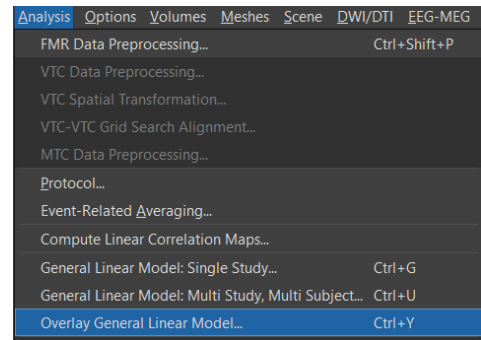 Analysis Options Volumes Meshes Scene DWI/DTI EEG-MEG
FMR Data Preprocessing... Ctrl+Shift+P
VTC Data Preprocessing...
VTC Spatial Transformation...
VTC-VTC Grid Search Alignment...
MTC Data Preprocessing...
Protocol...
Event-Related Averaging...
Compute Linear Correlation Maps...
General Linear Model: Single Study... Ctrl+G
General Linear Model: Multi Study, Multi Subject... Ctrl+U
Overlay General Linear Model... Ctrl+Y